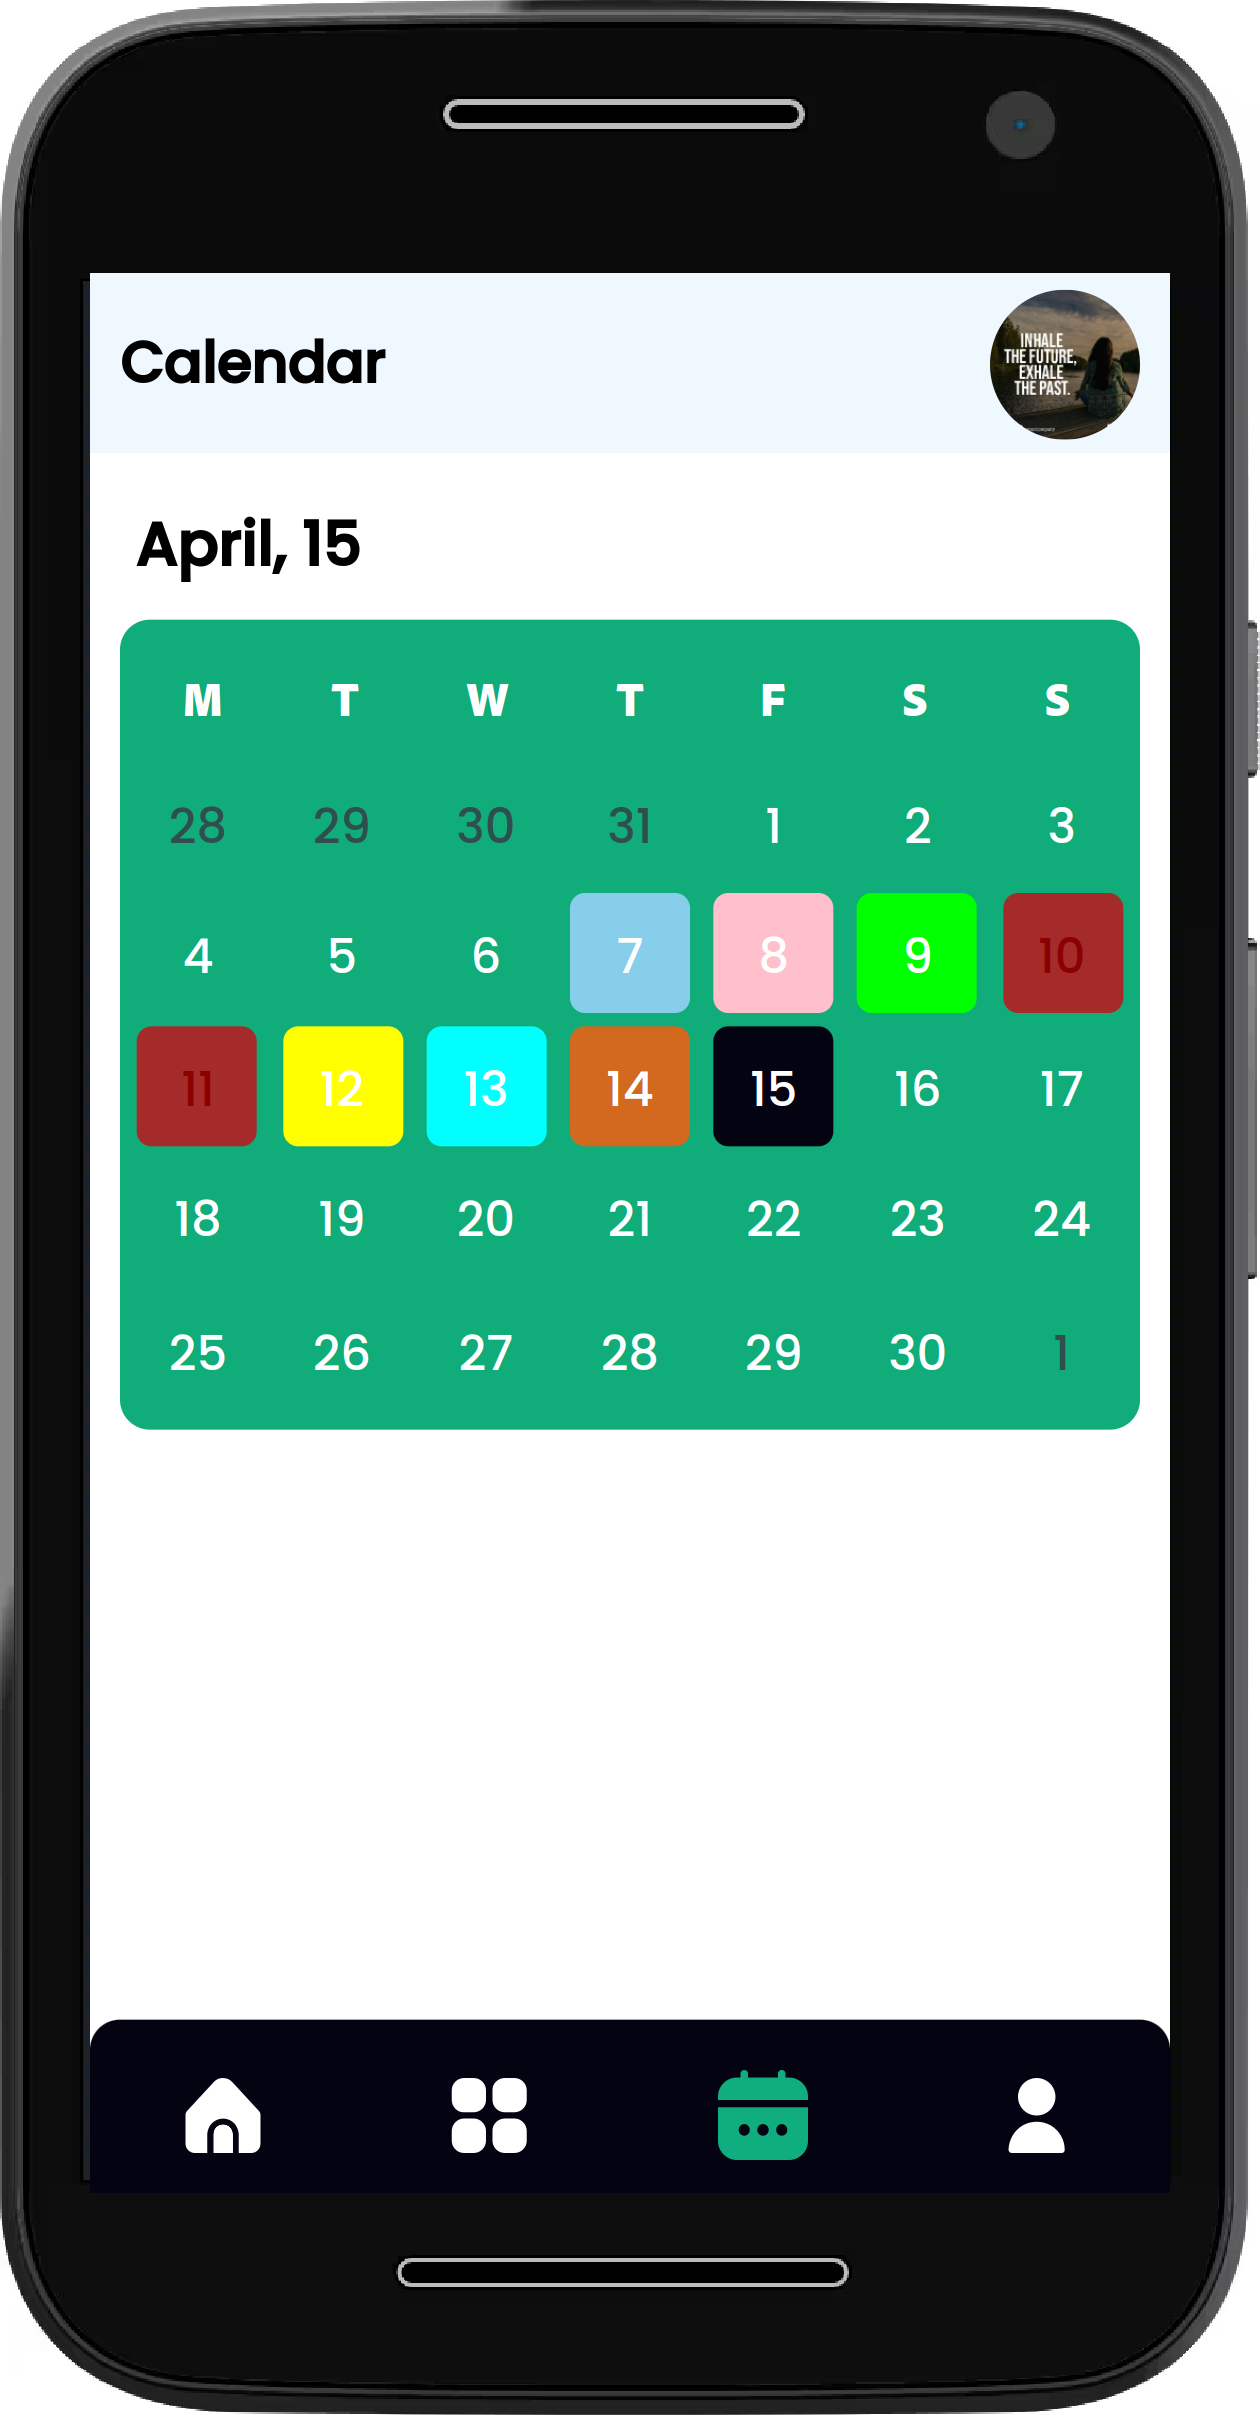 Calendar
INHALE
THE FUTURE,
EXHALE
THE PAST.
April, 15
M T W T F S S
28 29 30 31 1 2 3
4 5 6 7 8 9 10
11 12 13 14 15 16 17
18 19 20 21 22 23 24
25 26 27 28 29 30 1